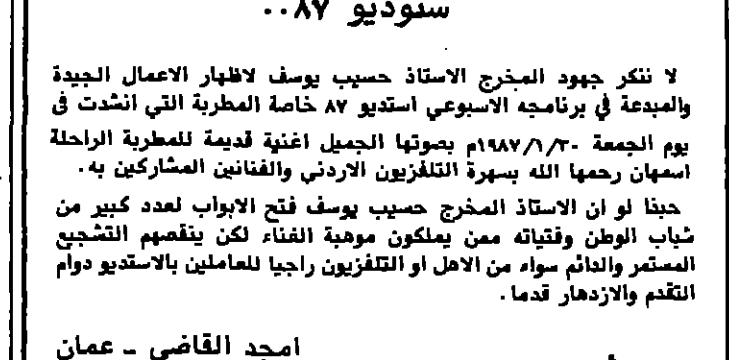 ستوديو ٨٧..
لا ننكر جهود المخرج الاستاذ حسيب يوسف لاظهار الاعمال الجيدة
والمبدعة في برنامجه الاسبوعي استديو ٨٧ خاصة المطربة التي انشدت فى
يوم الجمعة ١٩٨٧/١/٣٠م بصوتها الجميل اغنية قديمة للمطربة الراحلة
اسمهان رحمها الله بسهرة التلفزيون الاردني والفنانين المشاركين به.
حبذا لو ان الاستاذ المخرج حسيب يوسف فتح الابواب لعدد كبير من
شباب الوطن وفتياته ممن يملكون موهبة الغناء لكن ينقصهم التشجيع
المستمر والدائم سواء من الاهل او التلفزيون راجيا للعاملين بالاستديو دوام
التقدم والازدهار قدما.
امجد القاضي ـ عمان